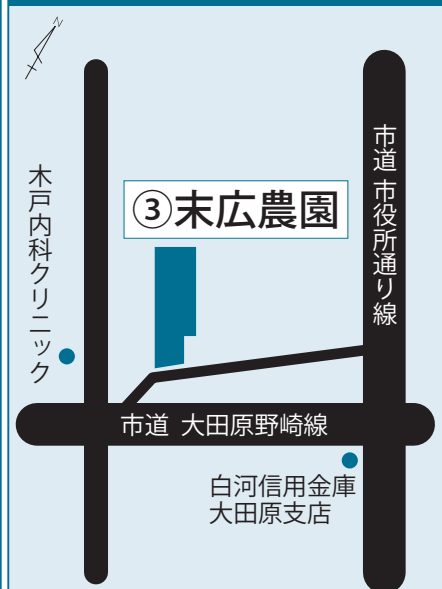 N
③末広農園
市道 市役所通り線
木戸内科クリニック
市道 大田原野崎線
白河信用金庫
大田原支店